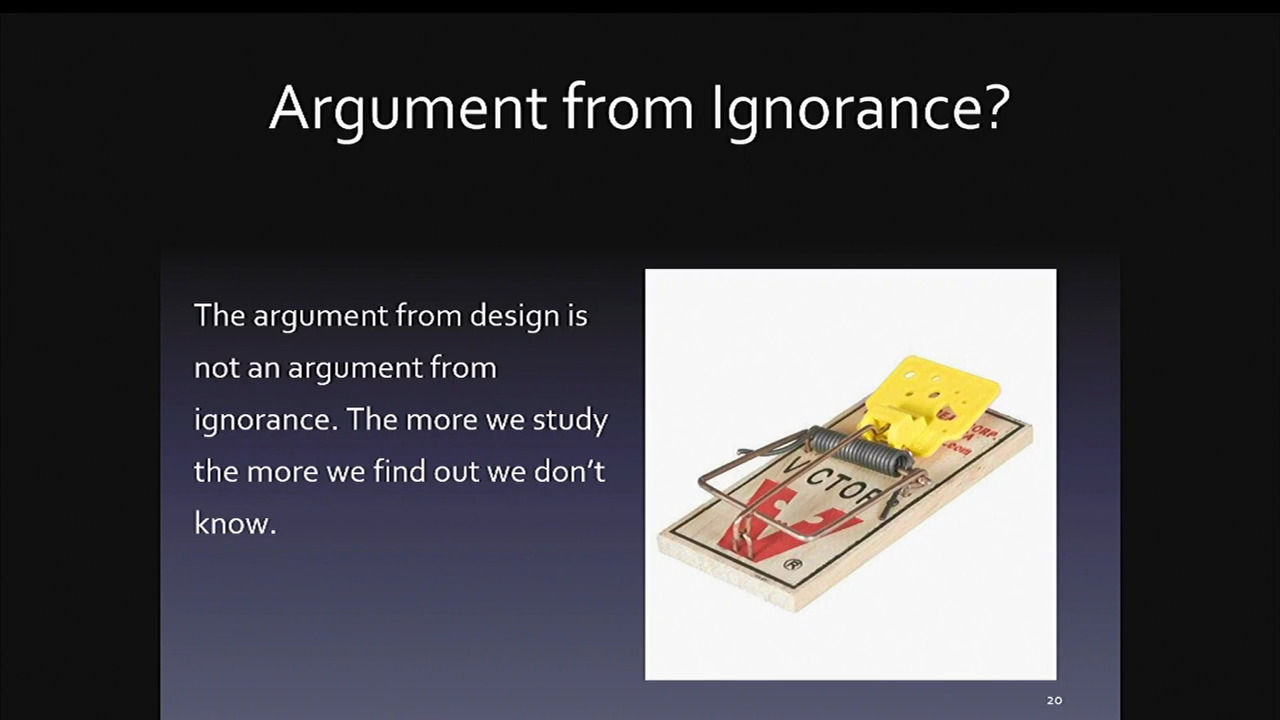 Argument from Ignorance?
The argument from design is
not an argument from
ignorance. The more we study
the more we find out we don't
know.
VICTOR
®
20